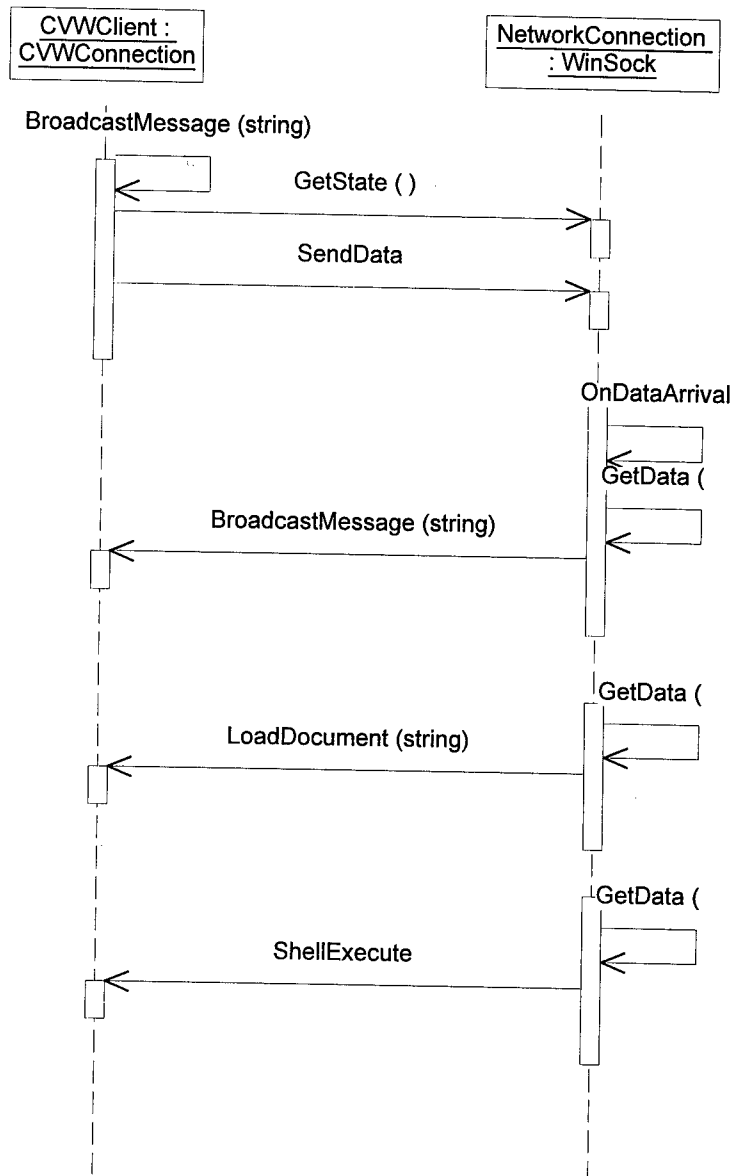 CVWClient :
CVWConnection
NetworkConnection
: WinSock
BroadcastMessage (string)
GetState ( )
SendData
OnDataArrival
GetData (
BroadcastMessage (string)
GetData (
LoadDocument (string)
GetData (
ShellExecute